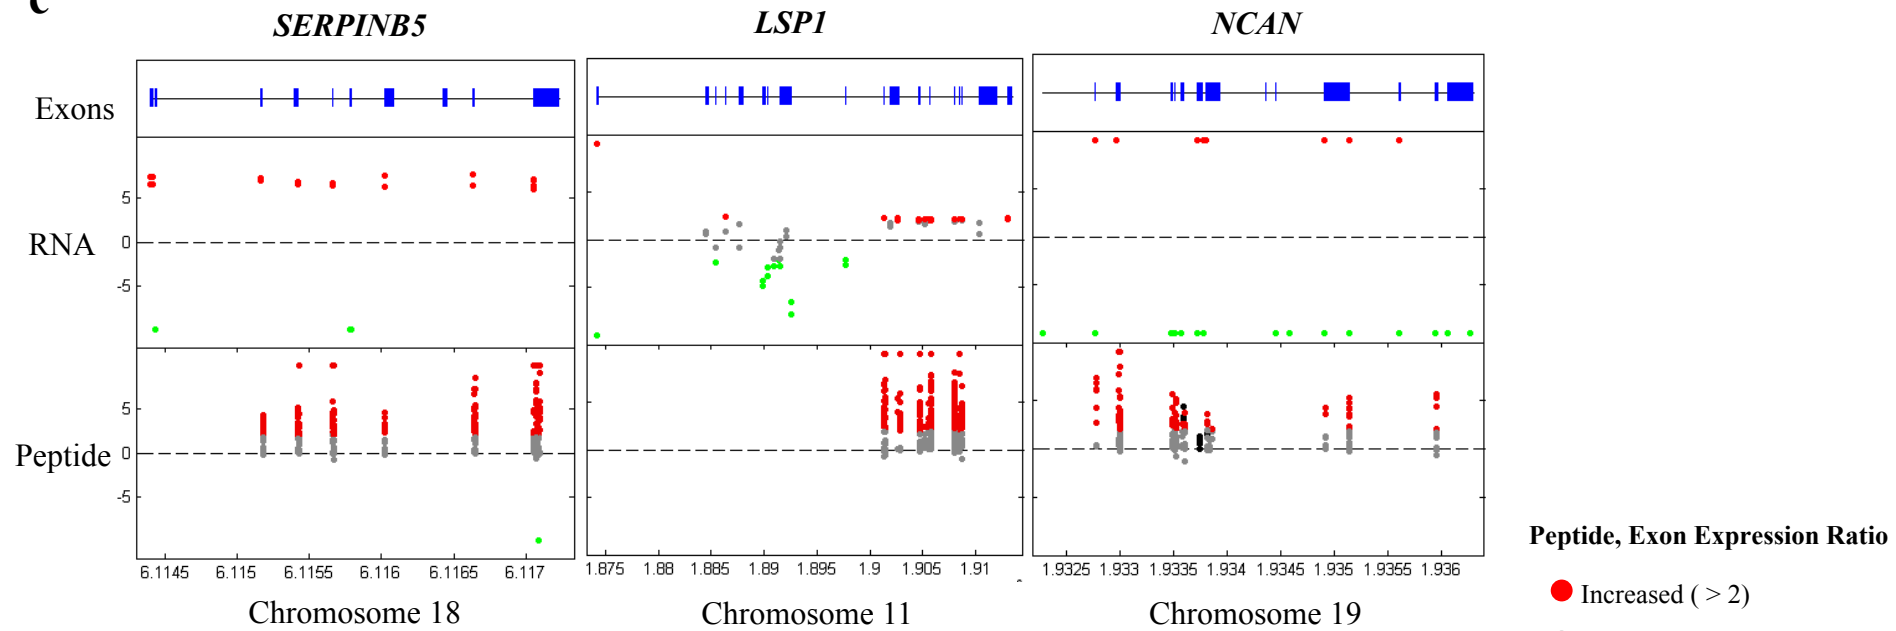 c
SERPINB5 LSP1 NCAN
Exons
RNA
5
0
-5
Peptide
5
0
-5
6.1145 6.115 6.1155 6.116 6.1165 6.117
1.875 1.88 1.885 1.89 1.895 1.9 1.905 1.91
1.9325 1.933 1.9335 1.934 1.9345 1.935 1.9355 1.936
Chromosome 18 Chromosome 11 Chromosome 19
Peptide, Exon Expression Ratio
Increased ( > 2)